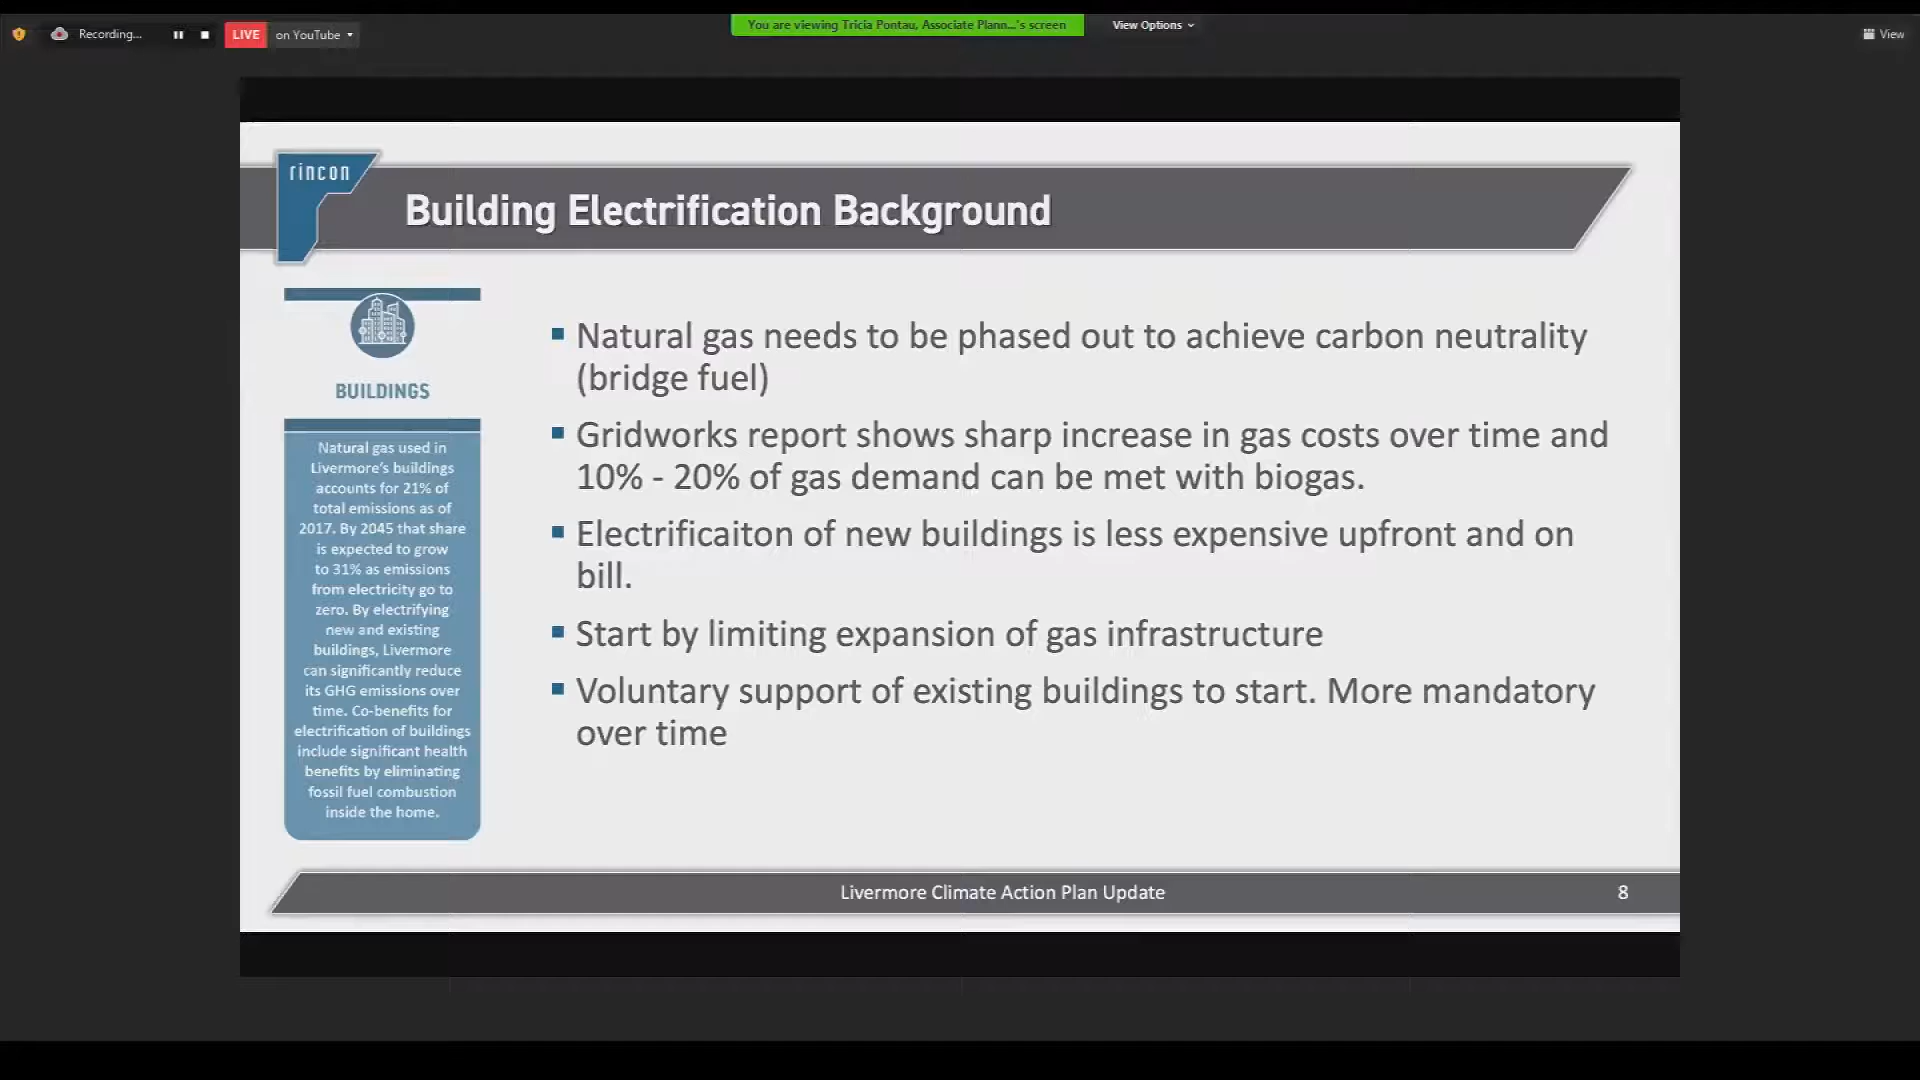 Recording...
LIVE
on YouTube
You are viewing Tricia Pontau, Associate Plann...'s screen
View Options
View
rincon
Building Electrification Background
BUILDINGS
Natural gas used in
Livermore's buildings
accounts for 21% of
total emissions as of
2017. By 2045 that share
is expected to grow
to 31% as emissions
from electricity go to
zero. By electrifying
new and existing
buildings, Livermore
can significantly reduce
its GHG emissions over
time. Co-benefits for
electrification of buildings
include significant health
benefits by eliminating
fossil fuel combustion
inside the home.
Natural gas needs to be phased out to achieve carbon neutrality
(bridge fuel)
Gridworks report shows sharp increase in gas costs over time and
10% - 20% of gas demand can be met with biogas.
Electrificaiton of new buildings is less expensive upfront and on
bill.
Start by limiting expansion of gas infrastructure
Voluntary support of existing buildings to start. More mandatory
over time
Livermore Climate Action Plan Update
8